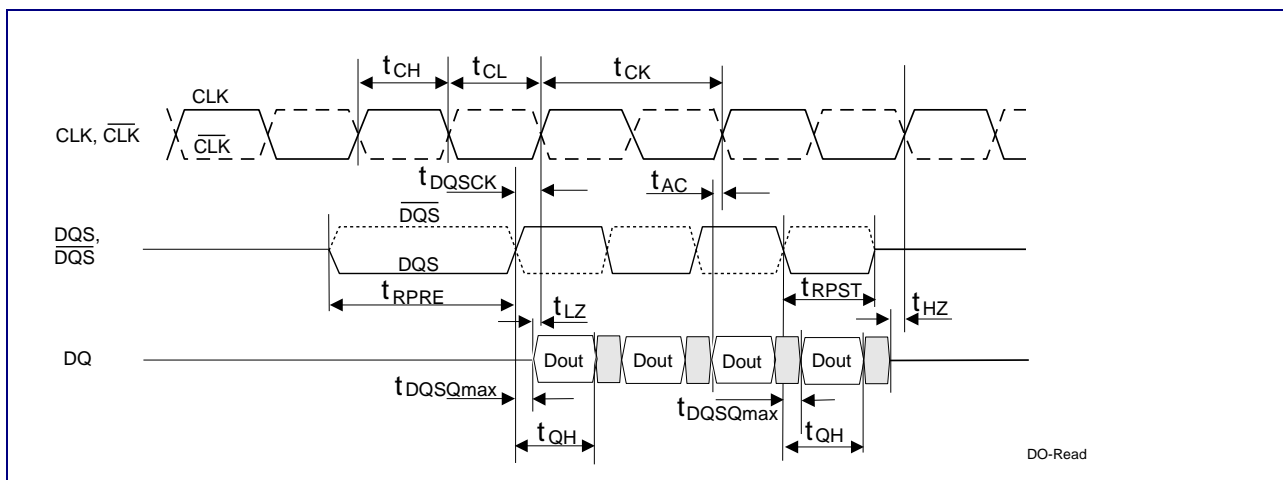 tCH tCL tCK
CLK
CLK, CLK
CLK
tDQSCK tAC
DQS
DQS,
DQS
DQS
tRPRE tRPST
tLZ tHZ
DQ Dout Dout Dout Dout
tDQSQmax tDQSQmax
tQH tQH
DO-Read